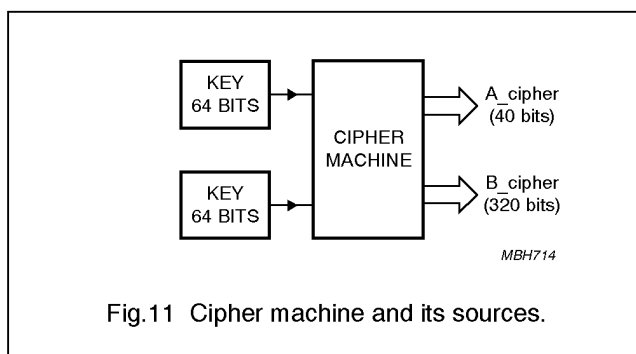 KEY
64 BITS
CIPHER
MACHINE
KEY
64 BITS
A_cipher
(40 bits)
B_cipher
(320 bits)
MBH714
Fig.11 Cipher machine and its sources.